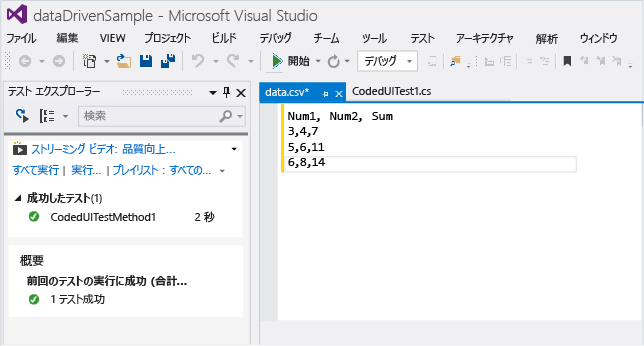 dataDrivenSample - Microsoft Visual Studio
ファイル 編集 VIEW プロジェクト ビルド デバッグ チーム ツール テスト アーキテクチャ 解析 ウィンドウ
開始 デバッグ
テスト エクスプローラー
検索
ストリーミング ビデオ: 品質向上...
すべて実行 | 実行... | プレイリスト : すべての...
成功したテスト(1)
CodedUITestMethod1 2 秒
概要
前回のテストの実行に成功 (合計...
1 テスト成功
data.csv* CodedUITest1.cs
Num1, Num2, Sum
3,4,7
5,6,11
6,8,14